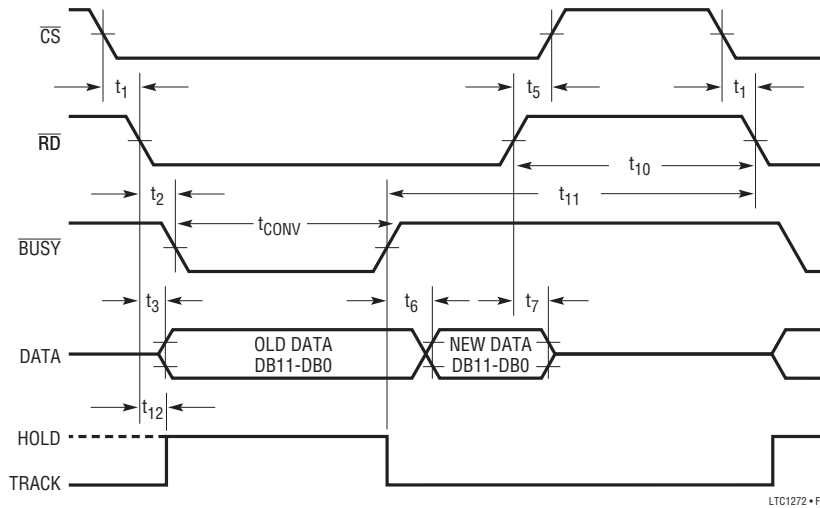 CS
t1
t5
t1
RD
t10
t2
t11
tCONV
BUSY
t3
t6
t7
DATA
OLD DATA
DB11-DB0
NEW DATA
DB11-DB0
t12
HOLD
TRACK
LTC1272 • F